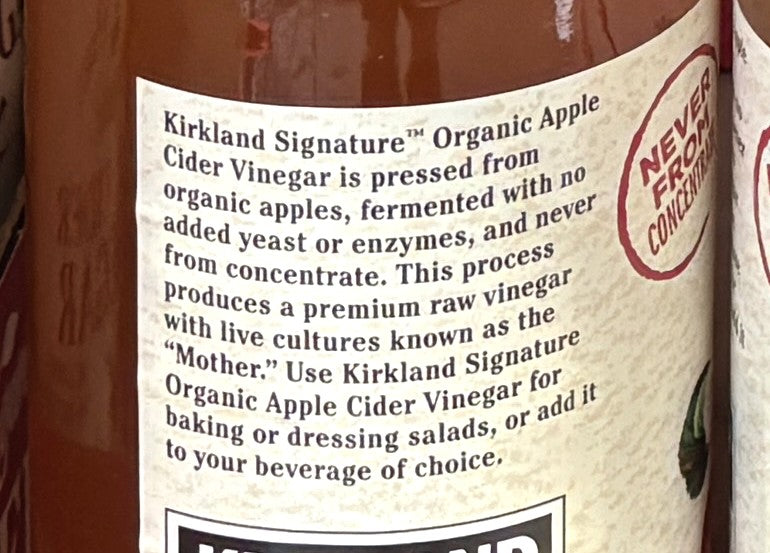 Kirkland Signature™ Organic Apple
Cider Vinegar is pressed from
organic apples, fermented with no
added yeast or enzymes, and never
from concentrate. This process
produces a premium raw vinegar
with live cultures known as the
“Mother.” Use Kirkland Signature
Organic Apple Cider Vinegar for
baking or dressing salads, or add it
to your beverage of choice.
NEVER
FROM
CONCENTRA